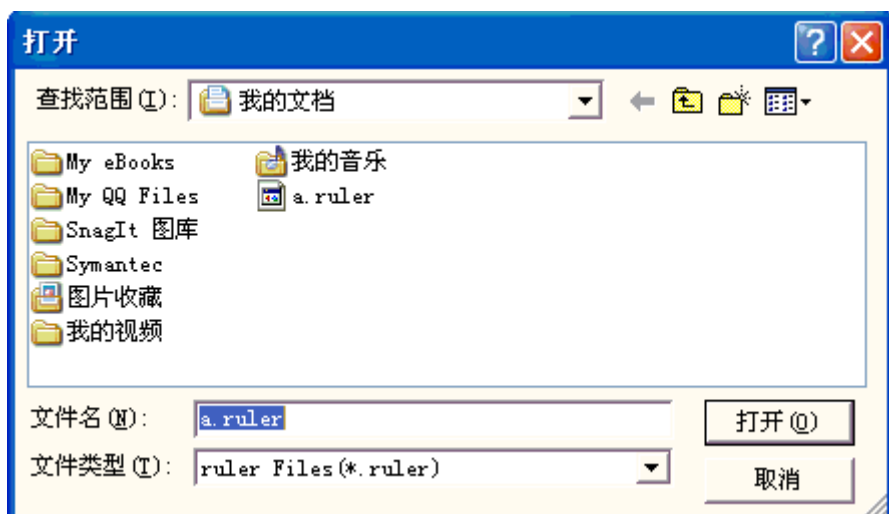 打开
查找范围(I): 我的文档
My eBooks
My QQ Files
SnagIt 图库
Symantec
图片收藏
我的视频
我的音乐
a.ruler
文件名(N): a.ruler 打开(O)
文件类型(T): ruler Files(*.ruler) 取消